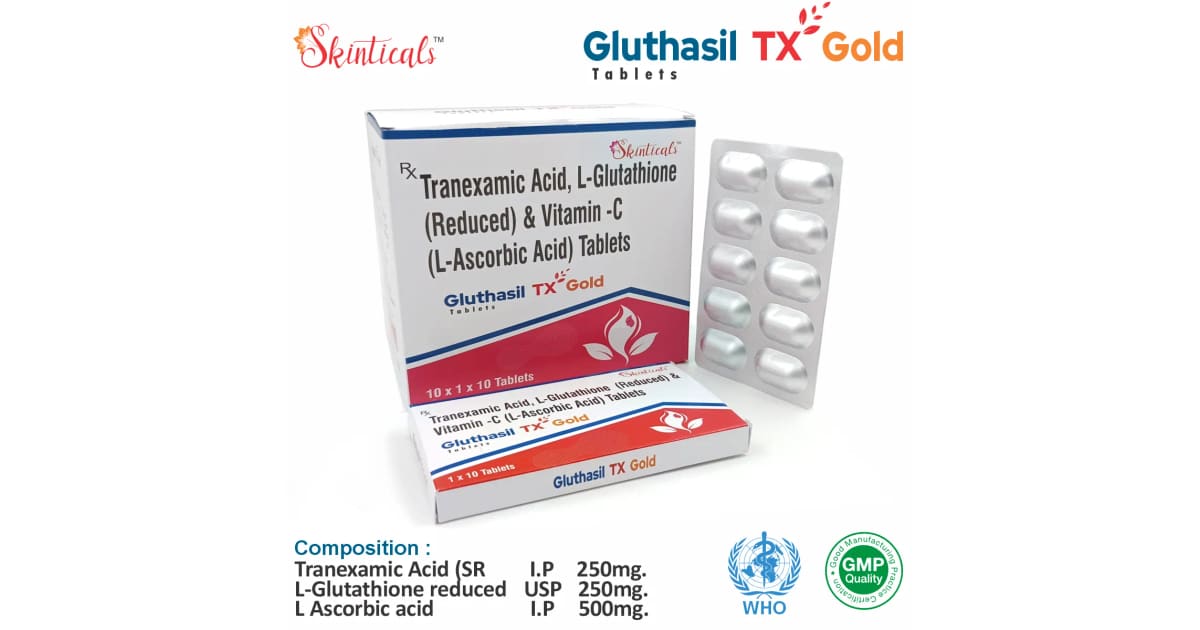 Skinticals™
Gluthasil TX Gold
Tablets
Skinticals™
Rx
Tranexamic Acid, L-Glutathione
(Reduced) & Vitamin -C
(L-Ascorbic Acid) Tablets
Gluthasil TX Gold
Tablets
10 x 1 x 10 Tablets
Skinticals
Rx
Tranexamic Acid, L-Glutathione (Reduced) &
Vitamin -C (L-Ascorbic Acid) Tablets
Gluthasil TX Gold
Tablets
1 x 10 Tablets
Gluthasil TX Gold
Composition :
Tranexamic Acid (SR I.P 250mg.
L-Glutathione reduced USP 250mg.
L Ascorbic acid I.P 500mg.
WHO
Good Manufacturing
Practice Certification
GMP
Quality